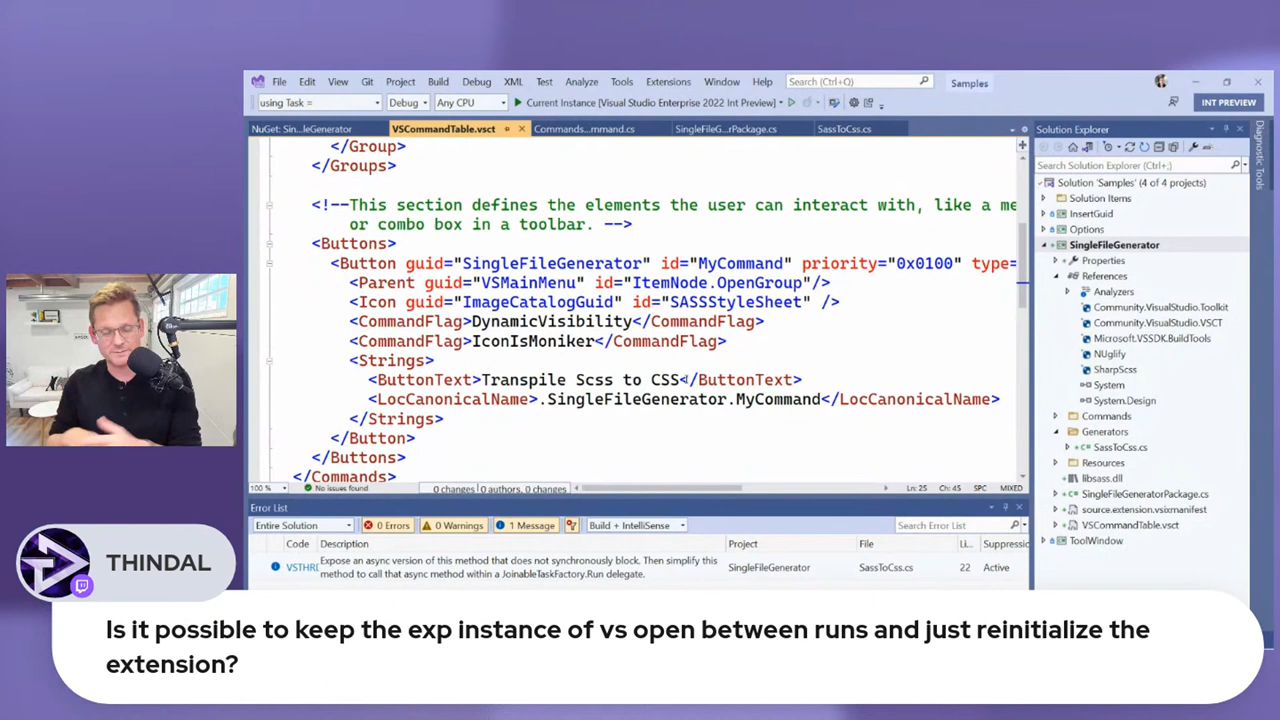 File Edit View Git Project Build Debug XML Test Analyze Tools Extensions Window Help Search (Ctrl+Q) Samples
using Task = Debug Any CPU Current Instance [Visual Studio Enterprise 2022 Int Preview] INT PREVIEW
NuGet: Sin...leGenerator VSCommandTable.vsct Commands...mmand.cs SingleFileG...rPackage.cs SassToCss.cs
</Group>
</Groups>
<!--This section defines the elements the user can interact with, like a me
or combo box in a toolbar. -->
<Buttons>
<Button guid="SingleFileGenerator" id="MyCommand" priority="0x0100" type=
<Parent guid="VSMainMenu" id="ItemNode.OpenGroup"/>
<Icon guid="ImageCatalogGuid" id="SASSStyleSheet" />
<CommandFlag>DynamicVisibility</CommandFlag>
<CommandFlag>IconIsMoniker</CommandFlag>
<Strings>
<ButtonText>Transpile Scss to CSS</ButtonText>
<LocCanonicalName>.SingleFileGenerator.MyCommand</LocCanonicalName>
</Strings>
</Button>
</Buttons>
</Commands>
100 % No issues found 0 changes | 0 authors, 0 changes Ln: 25 Ch: 45 SPC MIXED
Solution Explorer
Search Solution Explorer (Ctrl+;)
Solution 'Samples' (4 of 4 projects)
Solution Items
InsertGuid
Options
SingleFileGenerator
Properties
References
Analyzers
Community.VisualStudio.Toolkit
Community.VisualStudio.VSCT
Microsoft.VSSDK.BuildTools
NUglify
SharpScss
System
System.Design
Commands
Generators
SassToCss.cs
Resources
libsass.dll
SingleFileGeneratorPackage.cs
source.extension.vsixmanifest
VSCommandTable.vsct
ToolWindow
Diagnostic Tools
Error List
Entire Solution 0 Errors 0 Warnings 1 Message Build + IntelliSense Search Error List
Code Description Project File Li... Suppressi
VSTHRI Expose an async version of this method that does not synchronously block. Then simplify this SingleFileGenerator SassToCss.cs 22 Active
method to call that async method within a JoinableTaskFactory.Run delegate.
THINDAL
Is it possible to keep the exp instance of vs open between runs and just reinitialize the
extension?